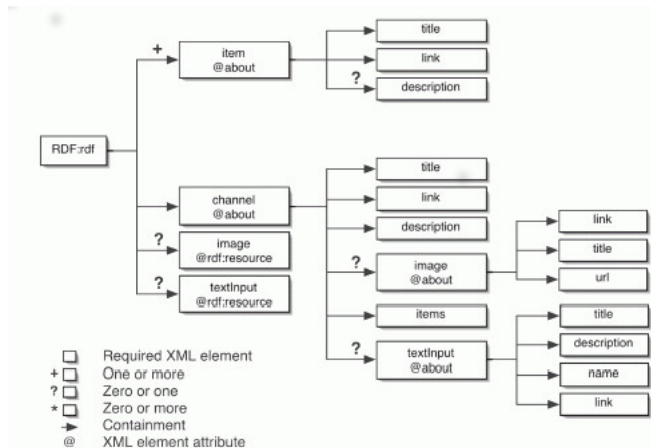 title
+
item
@about
link
?
description
RDF:rdf
title
channel
@about
link
link
description
title
?
image
@rdf:resource
?
image
@about
url
?
textInput
@rdf:resource
items
title
?
textInput
@about
description
name
link
Required XML element
+ One or more
? Zero or one
* Zero or more
Containment
@ XML element attribute